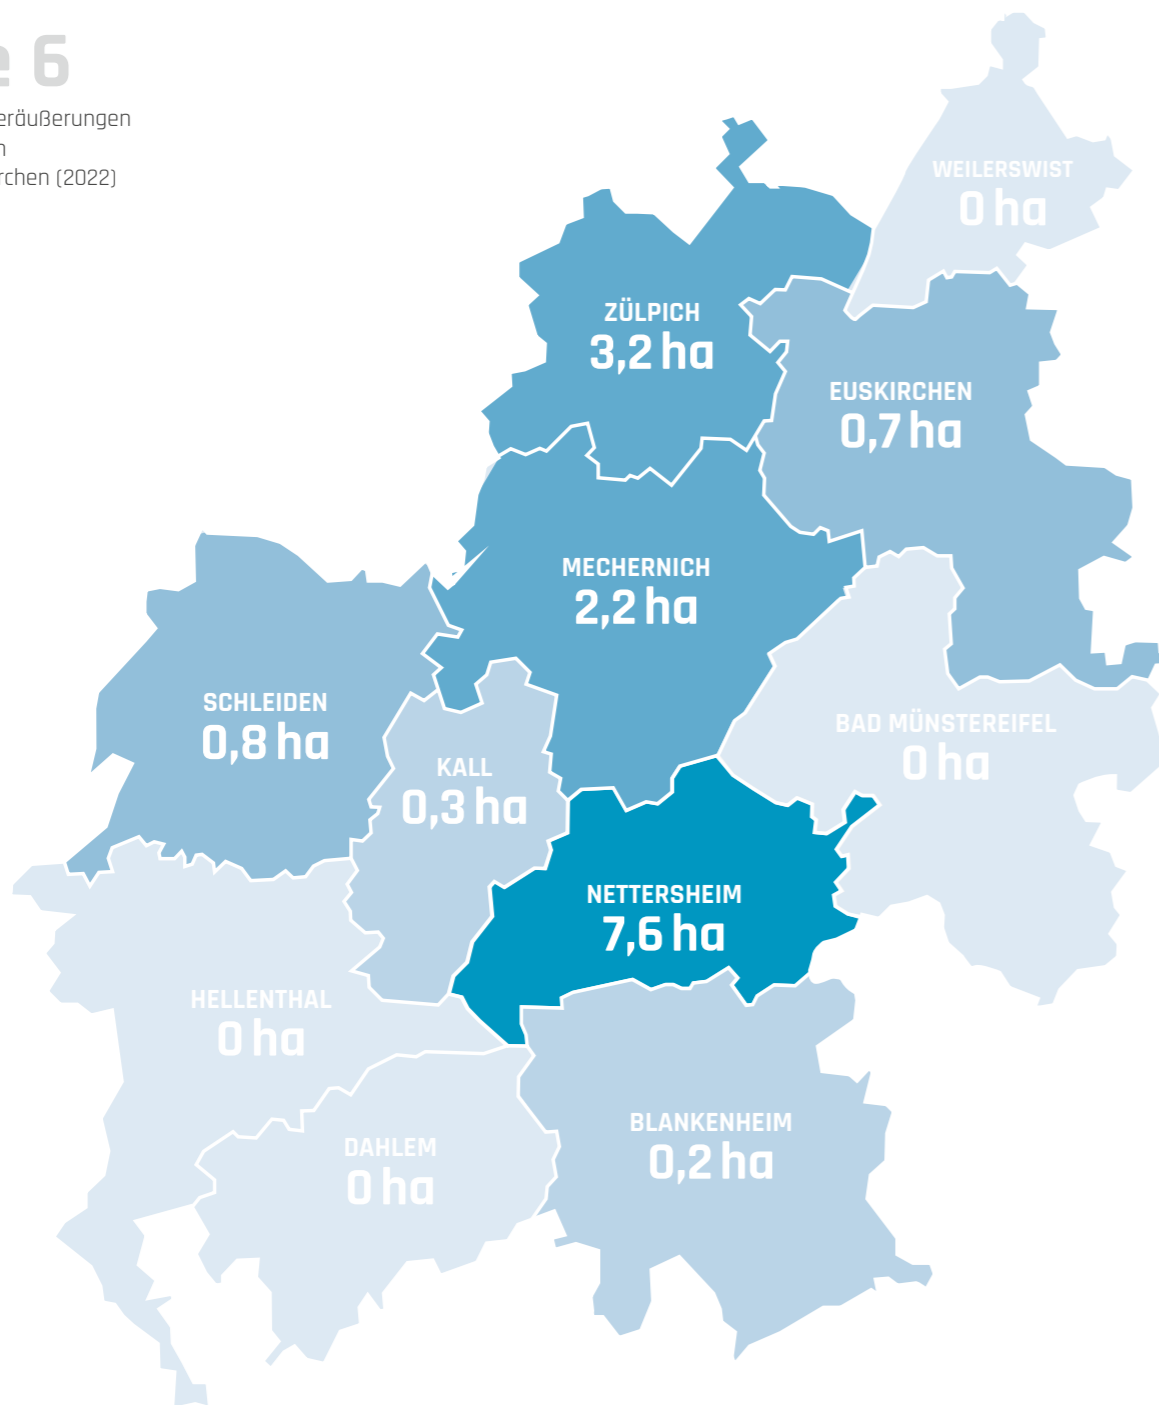 e 6
eräußerungen
n
rchen (2022)
WEILERSWIST
0 ha
ZÜLPICH
3,2 ha
EUSKIRCHEN
0,7 ha
MECHERNICH
2,2 ha
SCHLEIDEN
0,8 ha
BAD MÜNSTEREIFEL
0 ha
KALL
0,3 ha
NETTERSHEIM
7,6 ha
HELLENTHAL
0 ha
BLANKENHEIM
0,2 ha
DAHLEM
0 ha